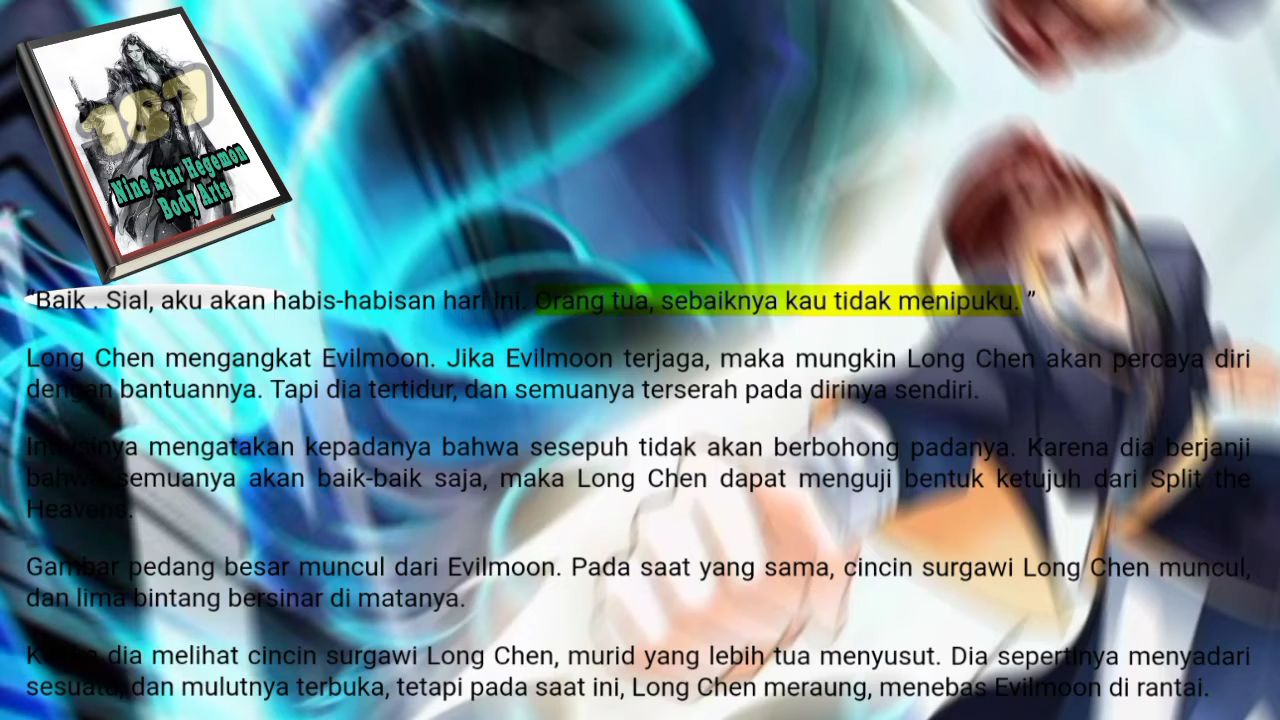 187
Nine Star Hegemon
Body Arts
“Baik . Sial, aku akan habis-habisan hari ini. Orang tua, sebaiknya kau tidak menipuku. ”
Long Chen mengangkat Evilmoon. Jika Evilmoon terjaga, maka mungkin Long Chen akan percaya diri
dengan bantuannya. Tapi dia tertidur, dan semuanya terserah pada dirinya sendiri.
Intuisinya mengatakan kepadanya bahwa sesepuh tidak akan berbohong padanya. Karena dia berjanji
bahwa semuanya akan baik-baik saja, maka Long Chen dapat menguji bentuk ketujuh dari Split the
Heavens.
Gambar pedang besar muncul dari Evilmoon. Pada saat yang sama, cincin surgawi Long Chen muncul,
dan lima bintang bersinar di matanya.
Ketika dia melihat cincin surgawi Long Chen, murid yang lebih tua menyusut. Dia sepertinya menyadari
sesuatu, dan mulutnya terbuka, tetapi pada saat ini, Long Chen meraung, menebas Evilmoon di rantai.